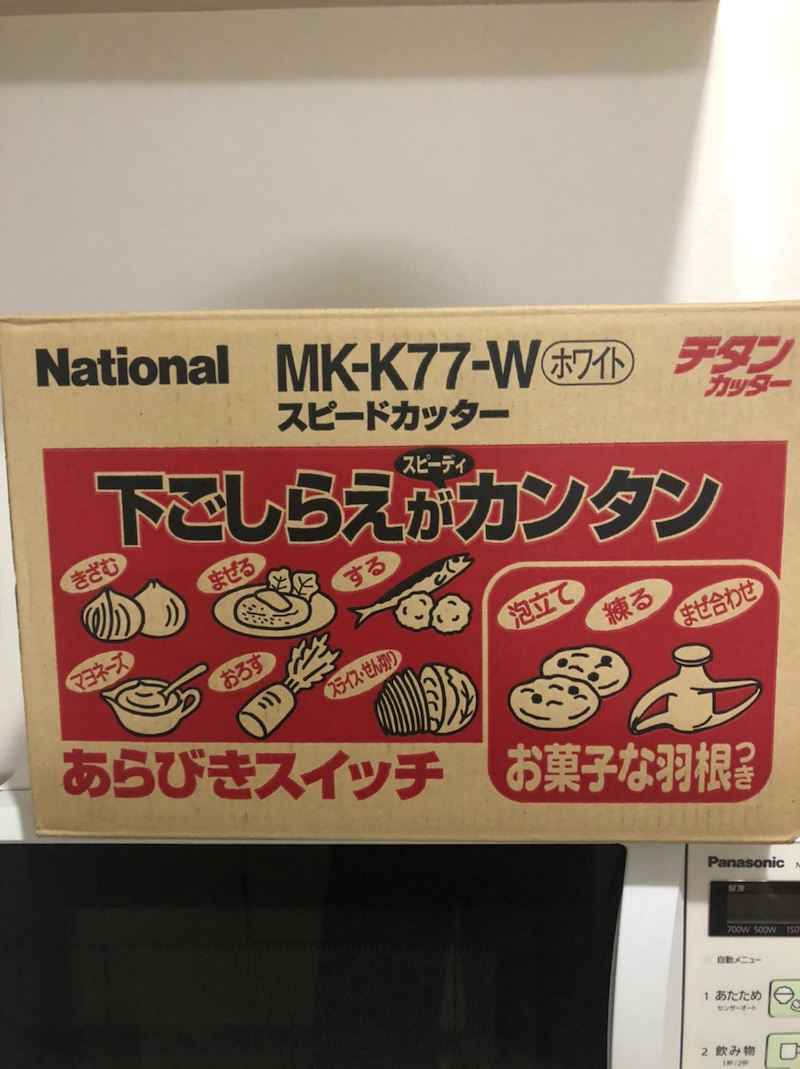 National MK-K77-W ホワイト
スピードカッター
チタン
カッター
スピーディ
下ごしらえがカンタン
きざむ まぜる する
マヨネーズ おろす スライス・せん切り
泡立て 練る まぜ合わせ
あらびきスイッチ
お菓子な羽根つき
Panasonic
解凍
700W 500W 150
自動メニュー
1 あたため
センサーオート
2 飲み物
1杯/2杯